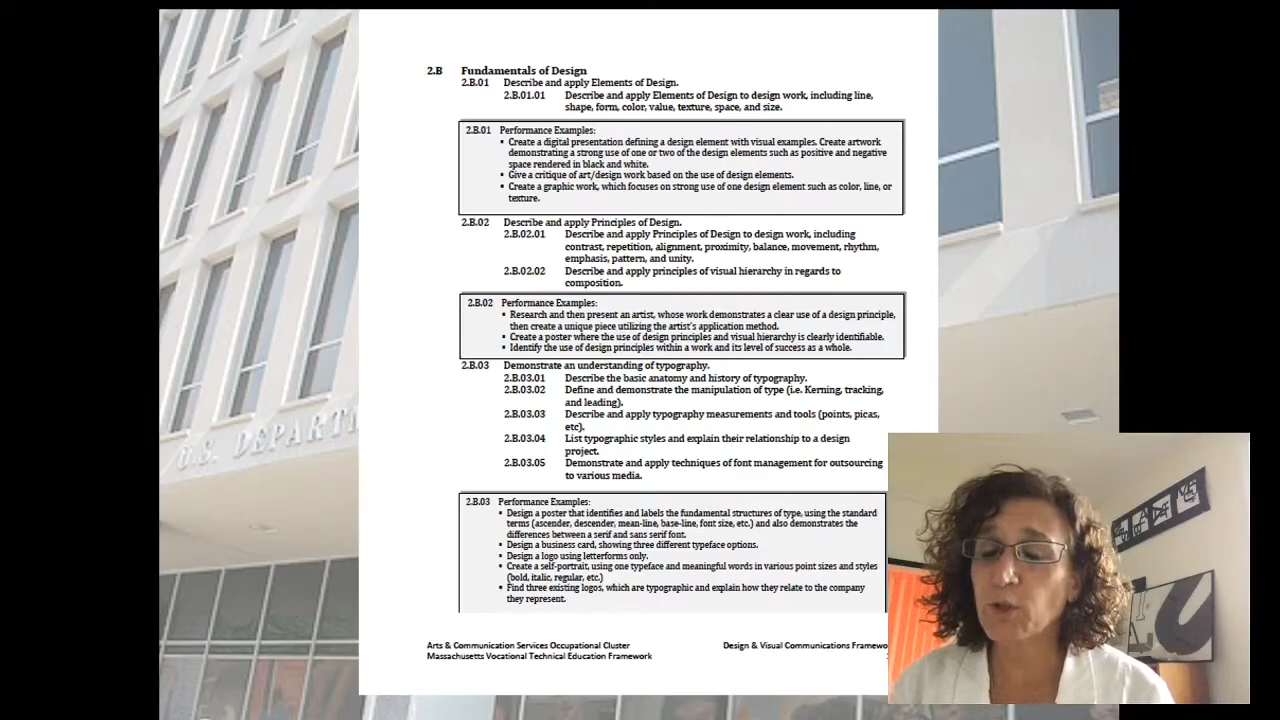 2.B Fundamentals of Design
2.B.01 Describe and apply Elements of Design.
2.B.01.01 Describe and apply Elements of Design to design work, including line,
shape, form, color, value, texture, space, and size.
2.B.01 Performance Examples:
▪ Create a digital presentation defining a design element with visual examples. Create artwork
demonstrating a strong use of one or two of the design elements such as positive and negative
space rendered in black and white.
▪ Give a critique of art/design work based on the use of design elements.
▪ Create a graphic work, which focuses on strong use of one design element such as color, line, or
texture.
2.B.02 Describe and apply Principles of Design.
2.B.02.01 Describe and apply Principles of Design to design work, including
contrast, repetition, alignment, proximity, balance, movement, rhythm,
emphasis, pattern, and unity.
2.B.02.02 Describe and apply principles of visual hierarchy in regards to
composition.
2.B.02 Performance Examples:
▪ Research and then present an artist, whose work demonstrates a clear use of a design principle,
then create a unique piece utilizing the artist's application method.
▪ Create a poster where the use of design principles and visual hierarchy is clearly identifiable.
▪ Identify the use of design principles within a work and its level of success as a whole.
2.B.03 Demonstrate an understanding of typography.
2.B.03.01 Describe the basic anatomy and history of typography.
2.B.03.02 Define and demonstrate the manipulation of type (i.e. Kerning, tracking,
and leading).
2.B.03.03 Describe and apply typography measurements and tools (points, picas,
etc).
2.B.03.04 List typographic styles and explain their relationship to a design
project.
2.B.03.05 Demonstrate and apply techniques of font management for outsourcing
to various media.
2.B.03 Performance Examples:
▪ Design a poster that identifies and labels the fundamental structures of type, using the standard
terms (ascender, descender, mean-line, base-line, font size, etc.) and also demonstrates the
differences between a serif and sans serif font.
▪ Design a business card, showing three different typeface options.
▪ Design a logo using letterforms only.
▪ Create a self-portrait, using one typeface and meaningful words in various point sizes and styles
(bold, italic, regular, etc.)
▪ Find three existing logos, which are typographic and explain how they relate to the company
they represent.
Arts & Communication Services Occupational Cluster Design & Visual Communications Framewo
Massachusetts Vocational Technical Education Framework
U.S. DEPARTM